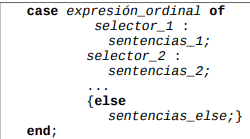 case expresión_ordinal of
selector_1 :
sentencias_1;
selector_2 :
sentencias_2;
...
{else
sentencias_else;}
end;